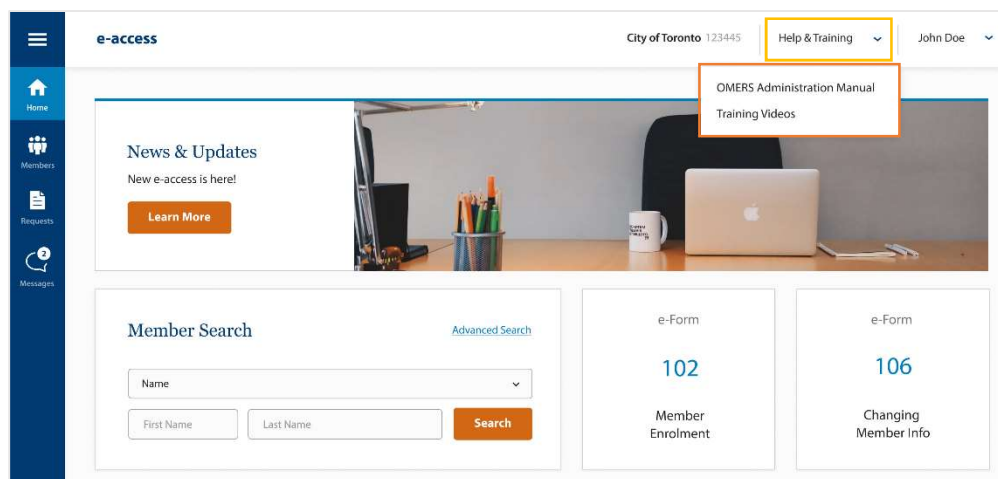 e-access
City of Toronto 123445
Help & Training
John Doe
OMERS Administration Manual
Training Videos
Home
Members
Requests
2
Messages
News & Updates
New e-access is here!
Learn More
Member Search
Advanced Search
Name
First Name
Last Name
Search
e-Form
102
Member
Enrolment
e-Form
106
Changing
Member Info